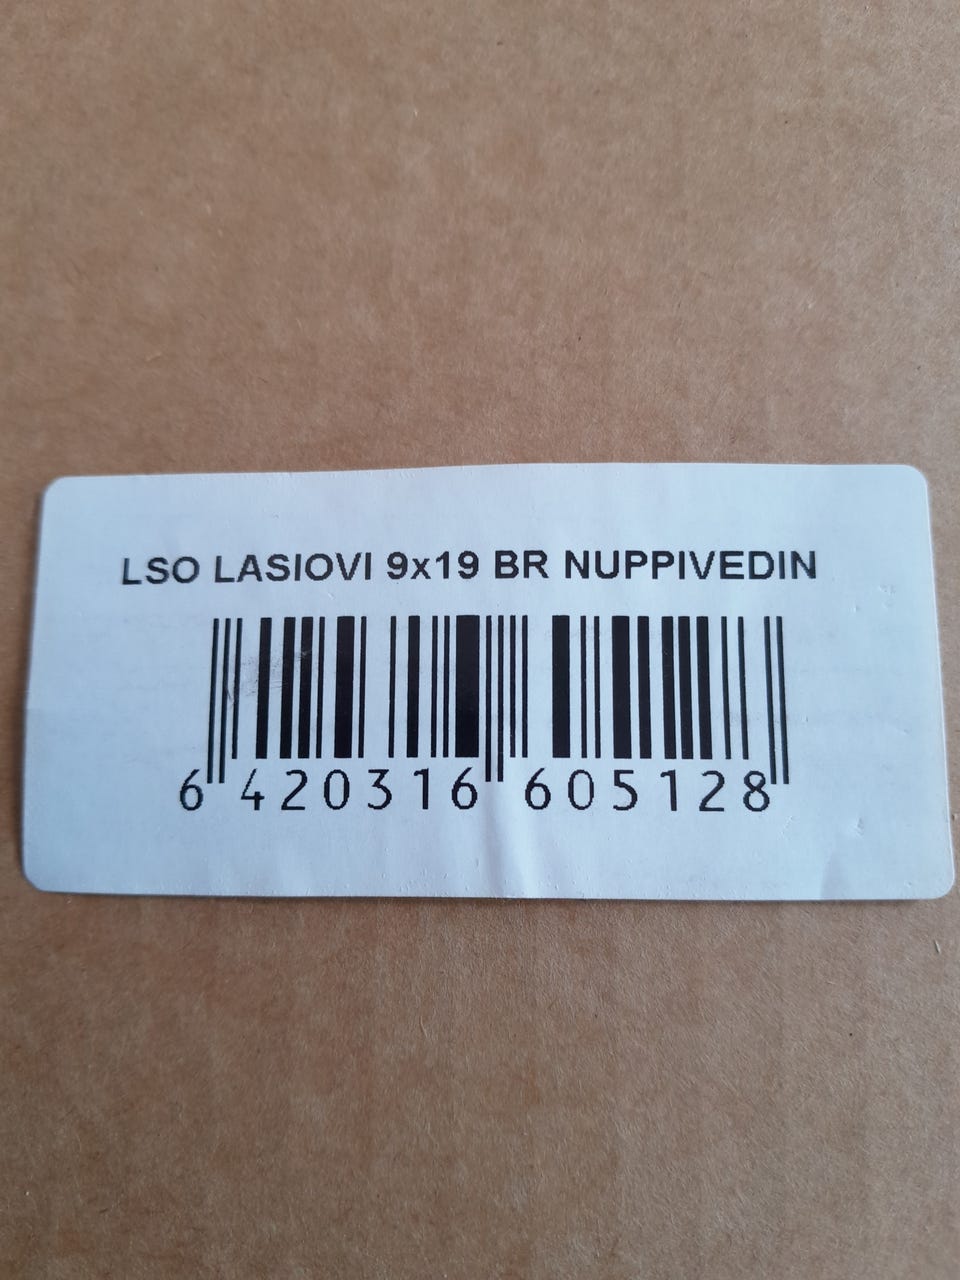 LSO LASIOVI 9x19 BR NUPPIVEDIN
6 420316 605128